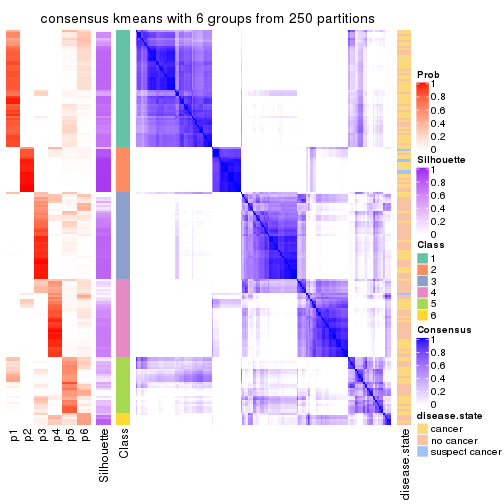 consensus kmeans with 6 groups from 250 partitions
Prob
1
0.8
0.6
0.4
0.2
0
Silhouette
1
0.8
0.6
0.4
0.2
0
Class
1
2
3
4
5
6
Consensus
1
0.8
0.6
0.4
0.2
0
disease.state
cancer
no cancer
suspect cancer
p1
p2
p3
p4
p5
p6
Silhouette
Class
disease.state